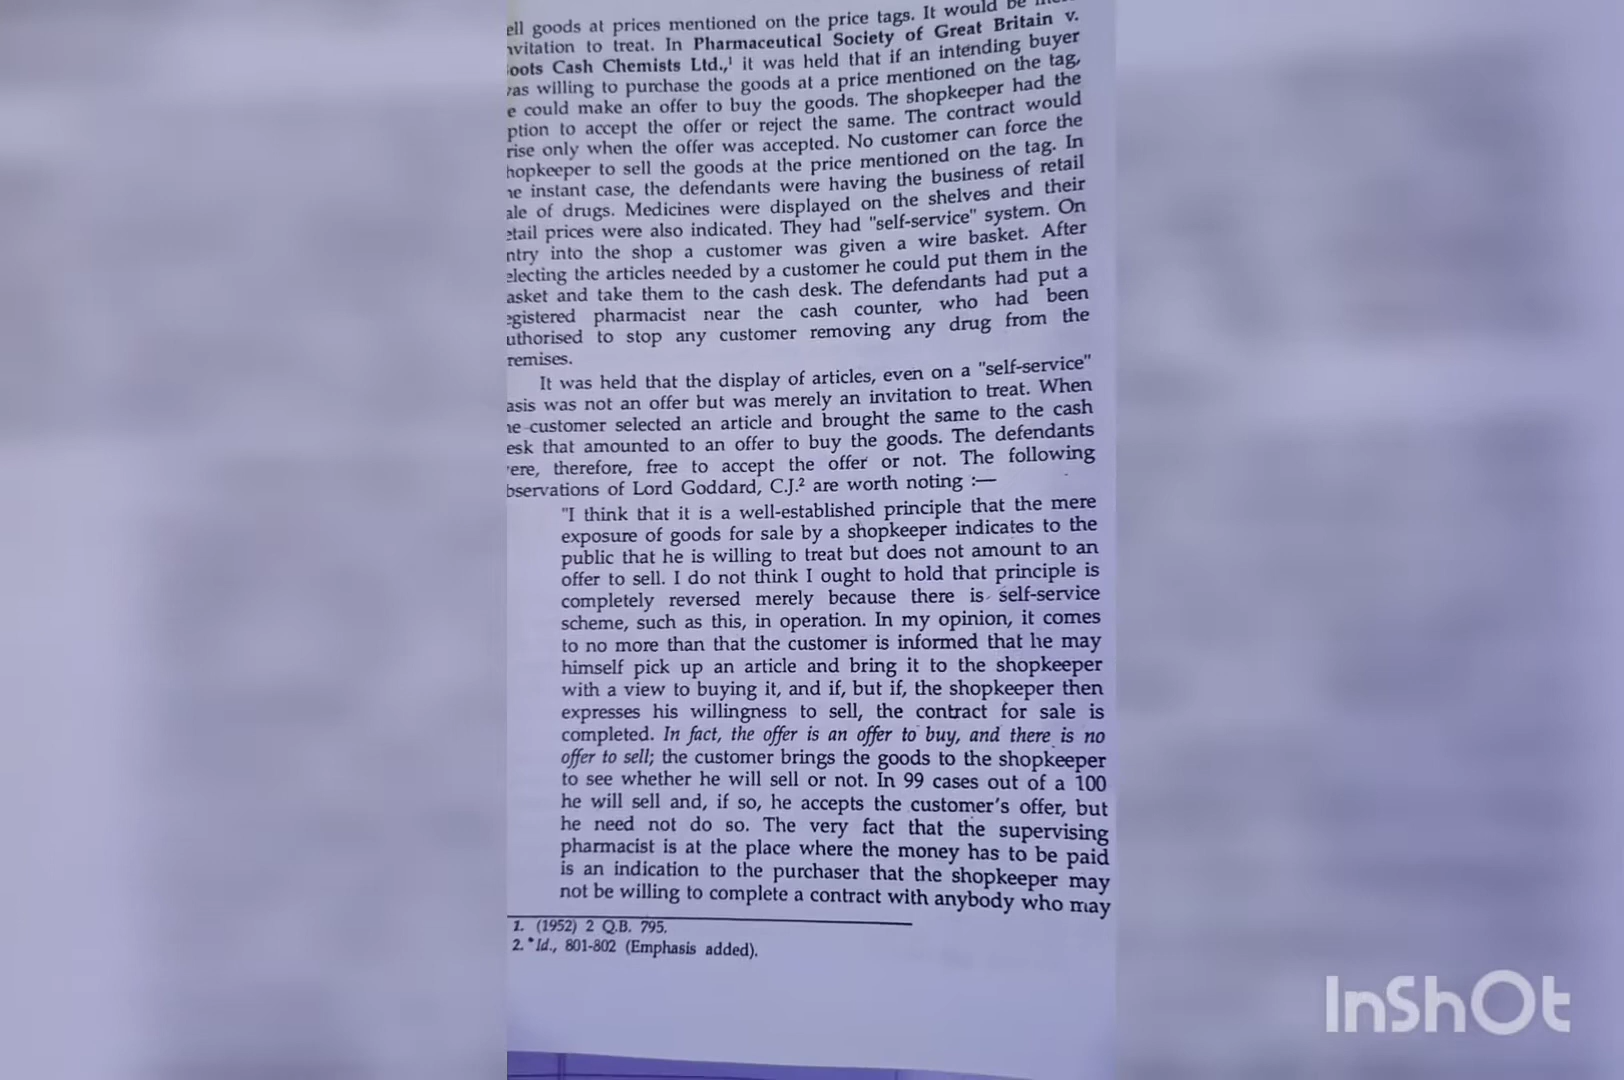 ell goods at prices mentioned on the price tags. It would be
nvitation to treat. In Pharmaceutical Society of Great Britain v.
oots Cash Chemists Ltd.,¹ it was held that if an intending buyer
as willing to purchase the goods at a price mentioned on the tag,
e could make an offer to buy the goods. The shopkeeper had the
ption to accept the offer or reject the same. The contract would
rise only when the offer was accepted. No customer can force the
hopkeeper to sell the goods at the price mentioned on the tag. In
he instant case, the defendants were having the business of retail
ale of drugs. Medicines were displayed on the shelves and their
etail prices were also indicated. They had "self-service" system. On
ntry into the shop a customer was given a wire basket. After
electing the articles needed by a customer he could put them in the
asket and take them to the cash desk. The defendants had put a
egistered pharmacist near the cash counter, who had been
uthorised to stop any customer removing any drug from the
remises.
It was held that the display of articles, even on a "self-service"
asis was not an offer but was merely an invitation to treat. When
he customer selected an article and brought the same to the cash
esk that amounted to an offer to buy the goods. The defendants
ere, therefore, free to accept the offer or not. The following
bservations of Lord Goddard, C.J.² are worth noting :—
"I think that it is a well-established principle that the mere
exposure of goods for sale by a shopkeeper indicates to the
public that he is willing to treat but does not amount to an
offer to sell. I do not think I ought to hold that principle is
completely reversed merely because there is self-service
scheme, such as this, in operation. In my opinion, it comes
to no more than that the customer is informed that he may
himself pick up an article and bring it to the shopkeeper
with a view to buying it, and if, but if, the shopkeeper then
expresses his willingness to sell, the contract for sale is
completed. In fact, the offer is an offer to buy, and there is no
offer to sell; the customer brings the goods to the shopkeeper
to see whether he will sell or not. In 99 cases out of a 100
he will sell and, if so, he accepts the customer's offer, but
he need not do so. The very fact that the supervising
pharmacist is at the place where the money has to be paid
is an indication to the purchaser that the shopkeeper may
not be willing to complete a contract with anybody who may
1. (1952) 2 Q.B. 795.
2. Id., 801-802 (Emphasis added).
InShOt